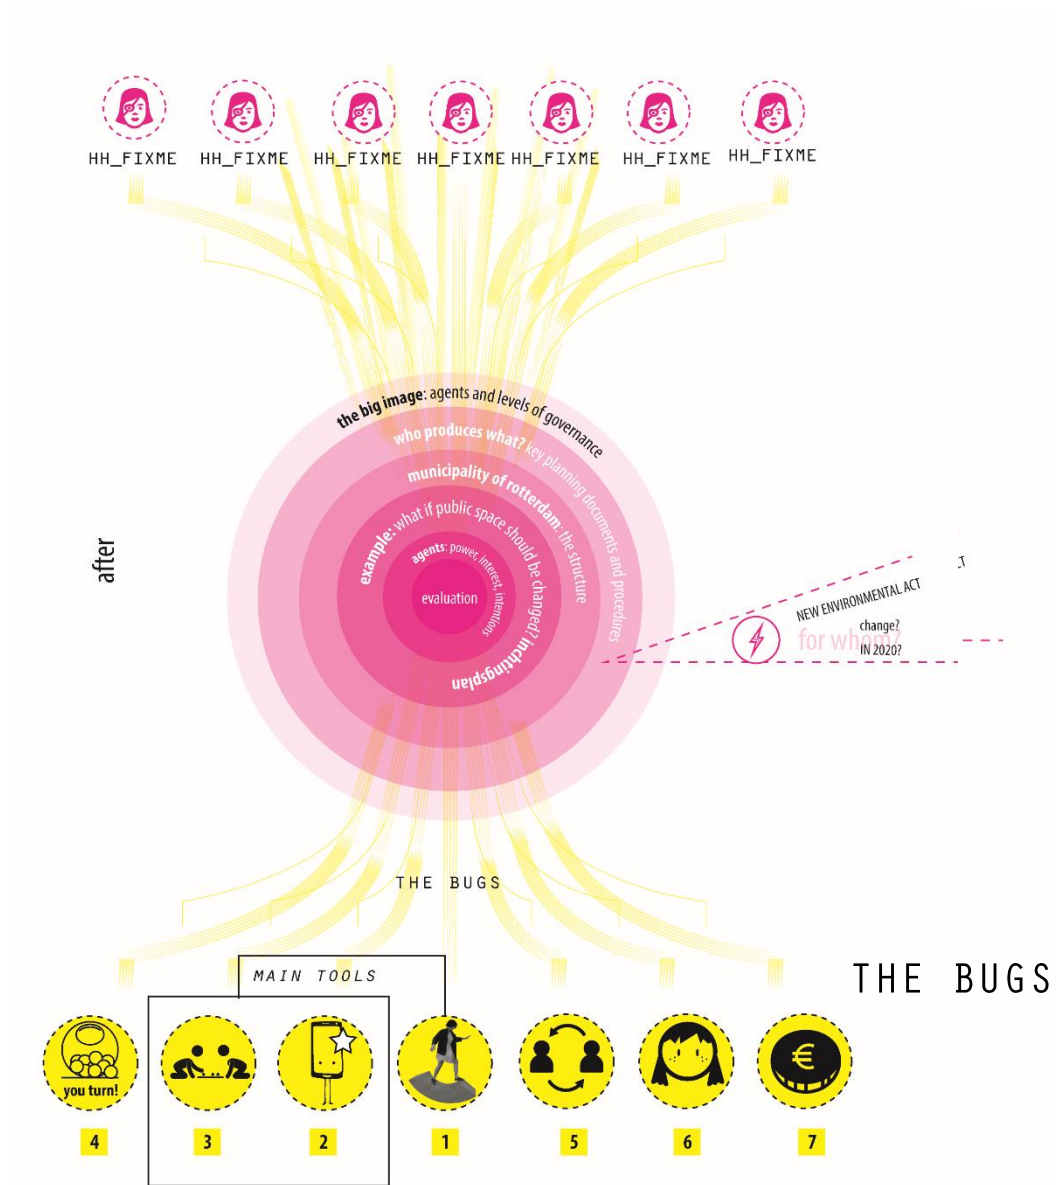 HH_FIXME HH_FIXME HH_FIXME HH_FIXME HH_FIXME HH_FIXME HH_FIXME
the big image: agents and levels of governance
who produces what? key planning documents and procedures
municipality of rotterdam: the structure
example: what if public space should be changed? inchtingsplan
agents: power, interest, intentions
evaluation
after
NEW ENVIRONMENTAL ACT
change?
for whom?
IN 2020?
THE BUGS
MAIN TOOLS
THE BUGS
you turn!
€
4 3 2 1 5 6 7